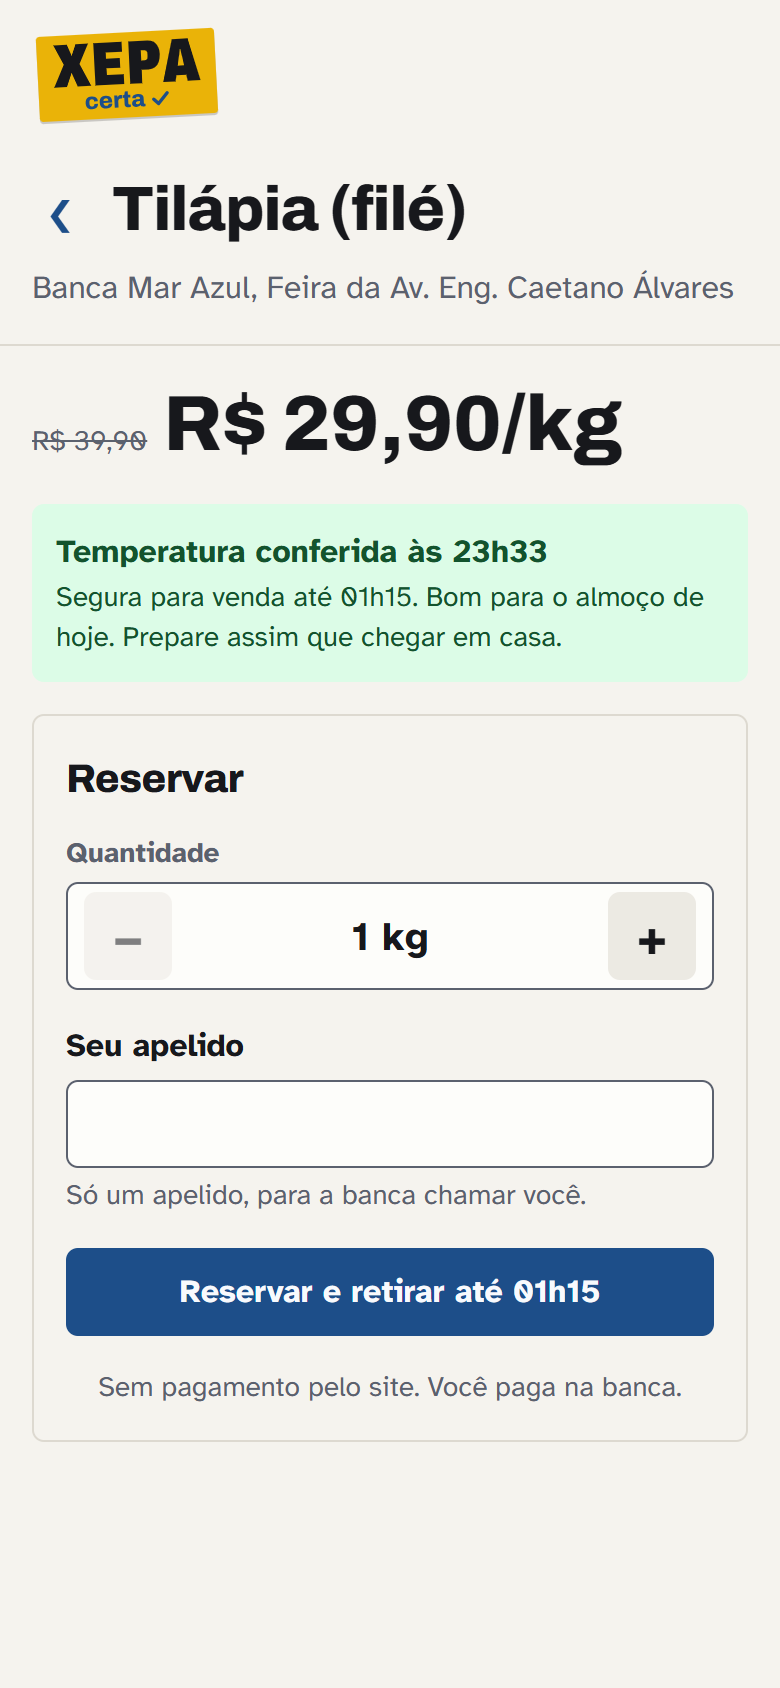 XEPA
certa
Tilápia (filé)
Banca Mar Azul, Feira da Av. Eng. Caetano Álvares
R$ 39,90 R$ 29,90/kg
Temperatura conferida às 23h33
Segura para venda até 01h15. Bom para o almoço de
hoje. Prepare assim que chegar em casa.
Reservar
Quantidade
− 1 kg +
Seu apelido
Só um apelido, para a banca chamar você.
Reservar e retirar até 01h15
Sem pagamento pelo site. Você paga na banca.